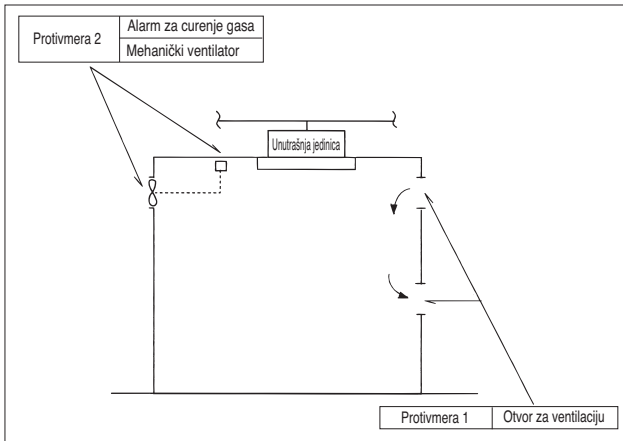 Protivmera 2
Alarm za curenje gasa
Mehanički ventilator
Unutrašnja jedinica
Protivmera 1
Otvor za ventilaciju